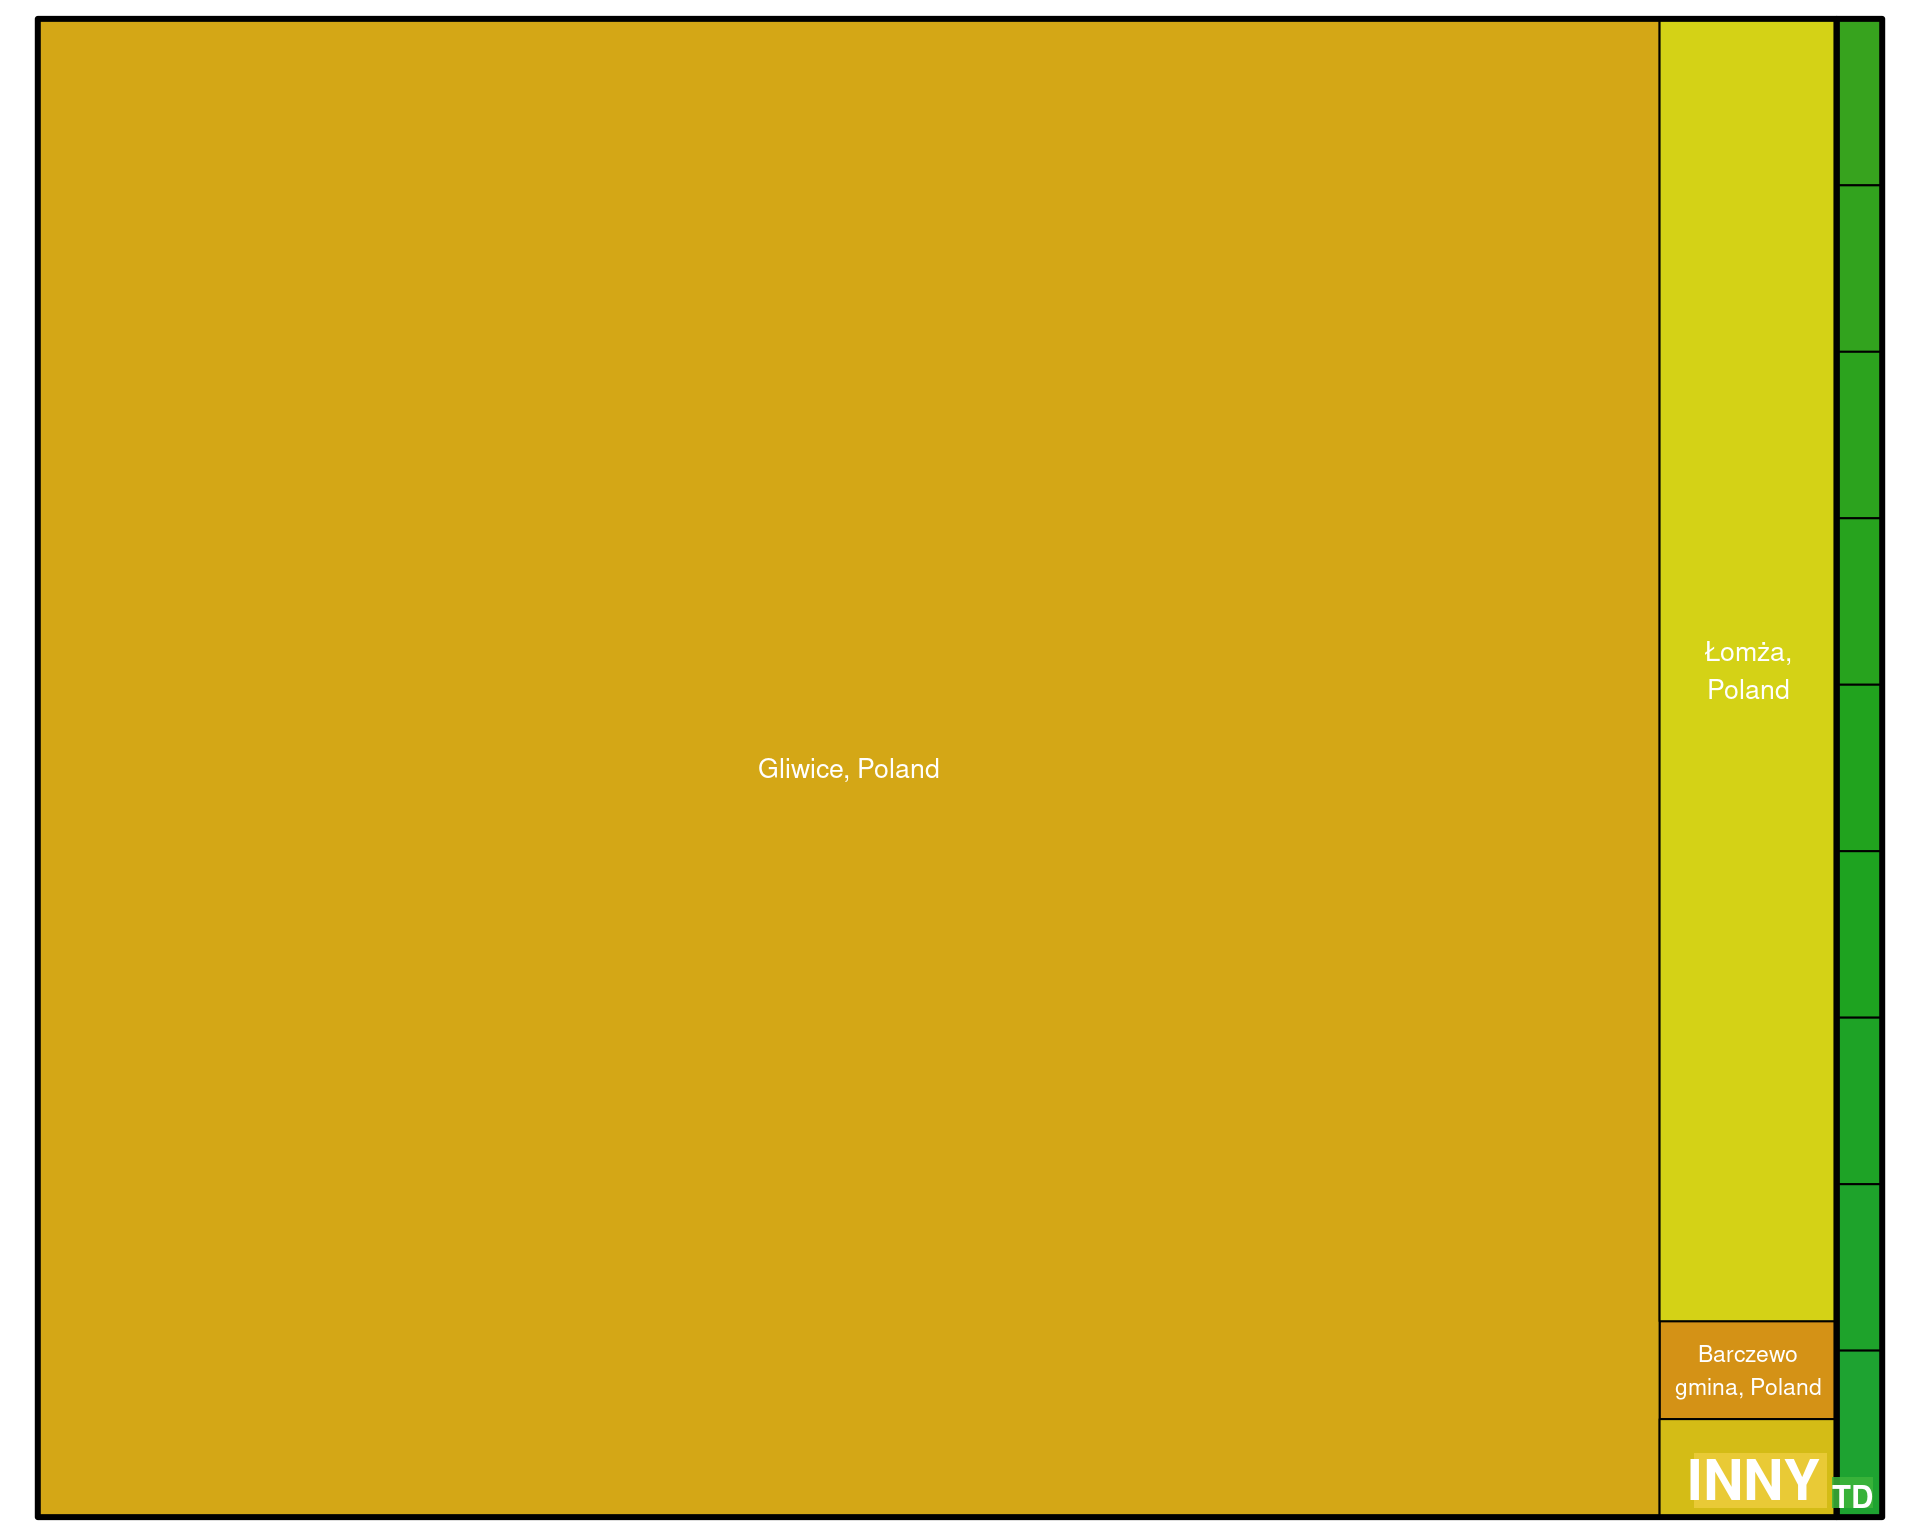 Gliwice, Poland
Łomża,
Poland
Barczewo
gmina, Poland
INNY
TD